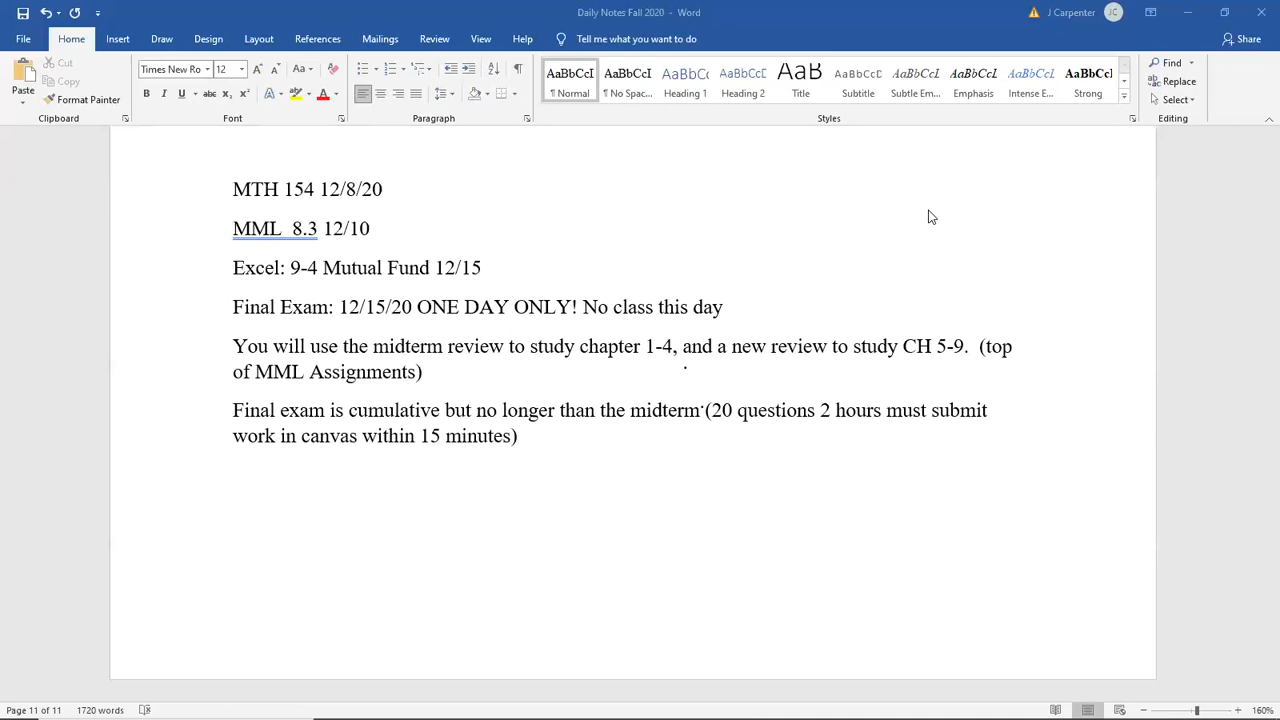 Daily Notes Fall 2020 - Word
J Carpenter JC
File Home Insert Draw Design Layout References Mailings Review View Help Tell me what you want to do Share
Paste
Cut
Copy
Format Painter
Clipboard
Times New Ro 12
Font
Paragraph
AaBbCcI AaBbCcI AaBbC AaBbCcD AaB AaBbCcD AaBbCcI AaBbCcI AaBbCcI AaBbCcI
¶ Normal ¶ No Spac... Heading 1 Heading 2 Title Subtitle Subtle Em... Emphasis Intense E... Strong
Styles
Find
Replace
Select
Editing
MTH 154 12/8/20
MML 8.3 12/10
Excel: 9-4 Mutual Fund 12/15
Final Exam: 12/15/20 ONE DAY ONLY! No class this day
You will use the midterm review to study chapter 1-4, and a new review to study CH 5-9. (top
of MML Assignments)
Final exam is cumulative but no longer than the midterm (20 questions 2 hours must submit
work in canvas within 15 minutes)
Page 11 of 11 1720 words
160%